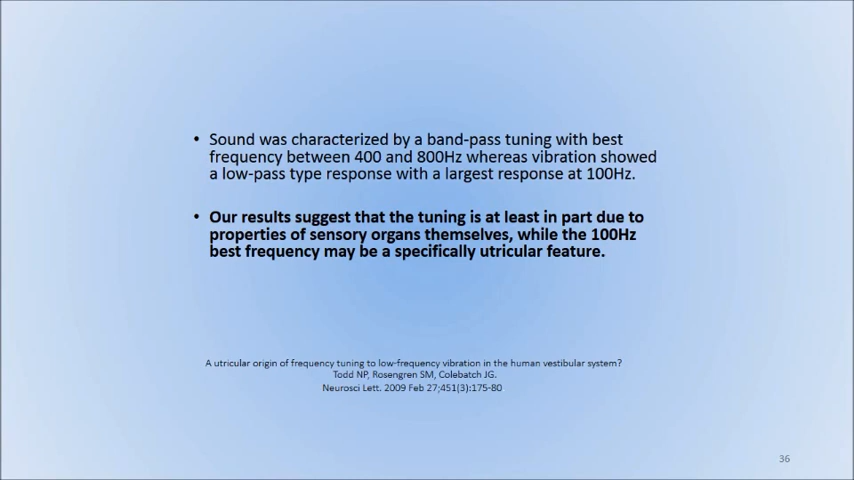 • Sound was characterized by a band-pass tuning with best
frequency between 400 and 800Hz whereas vibration showed
a low-pass type response with a largest response at 100Hz.
• Our results suggest that the tuning is at least in part due to
properties of sensory organs themselves, while the 100Hz
best frequency may be a specifically utricular feature.
A utricular origin of frequency tuning to low-frequency vibration in the human vestibular system?
Todd NP, Rosengren SM, Colebatch JG.
Neurosci Lett. 2009 Feb 27;451(3):175-80
36